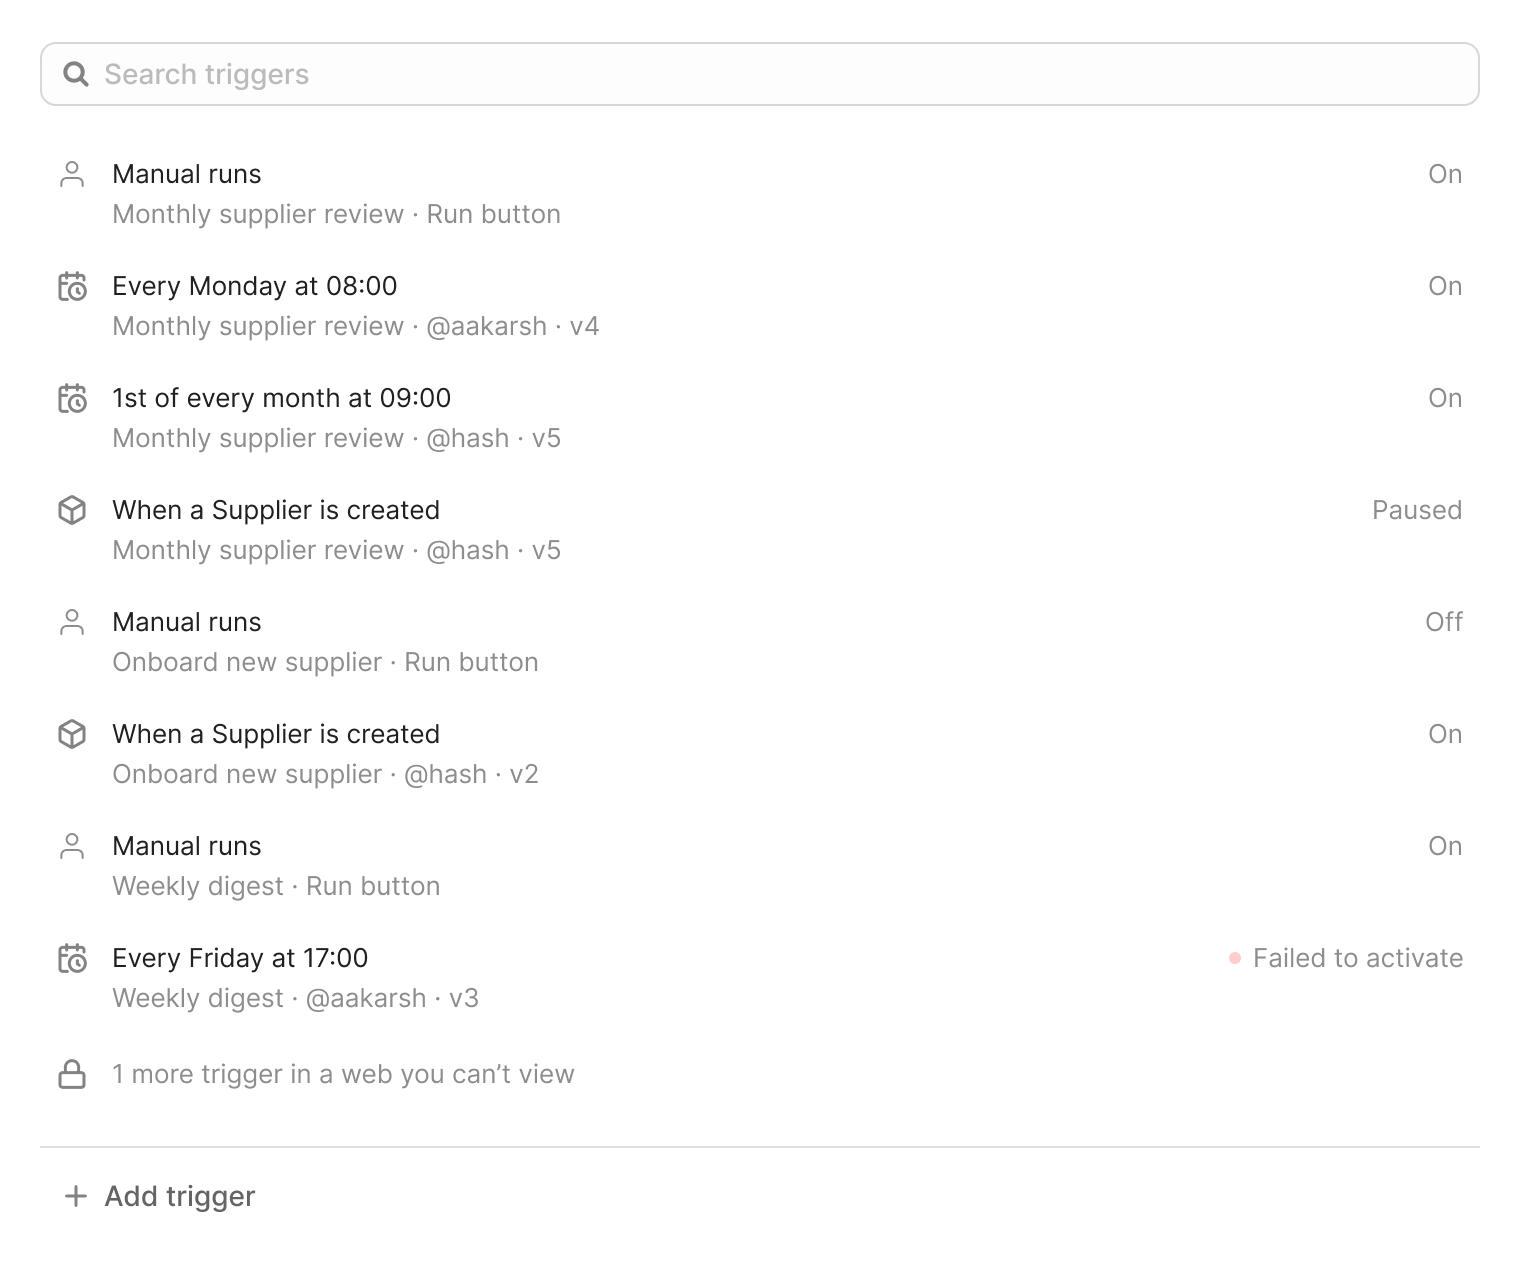 Search triggers
Manual runs
On
Monthly supplier review · Run button
Every Monday at 08:00
On
Monthly supplier review · @aakarsh · v4
1st of every month at 09:00
On
Monthly supplier review · @hash · v5
When a Supplier is created
Paused
Monthly supplier review · @hash · v5
Manual runs
Off
Onboard new supplier · Run button
When a Supplier is created
On
Onboard new supplier · @hash · v2
Manual runs
On
Weekly digest · Run button
Every Friday at 17:00
Failed to activate
Weekly digest · @aakarsh · v3
1 more trigger in a web you can’t view
Add trigger